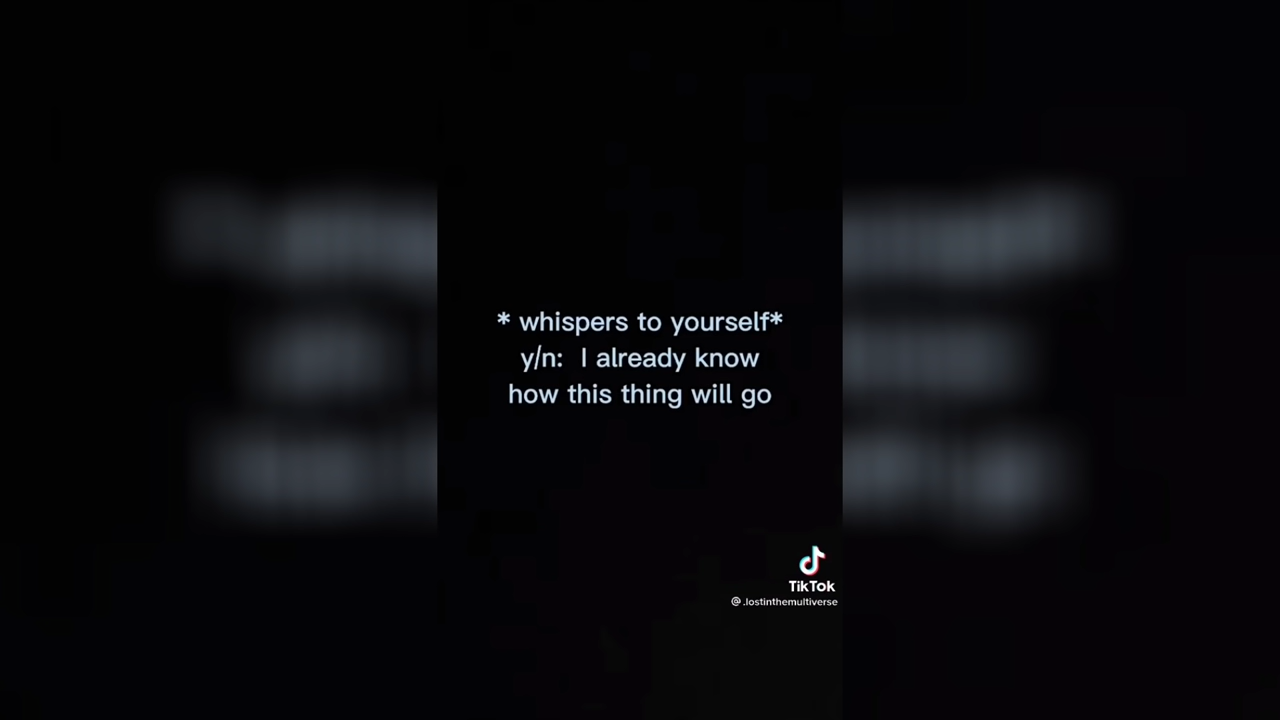 * whispers to yourself*
y/n:  I already know
how this thing will go
TikTok
@.lostinthemultiverse